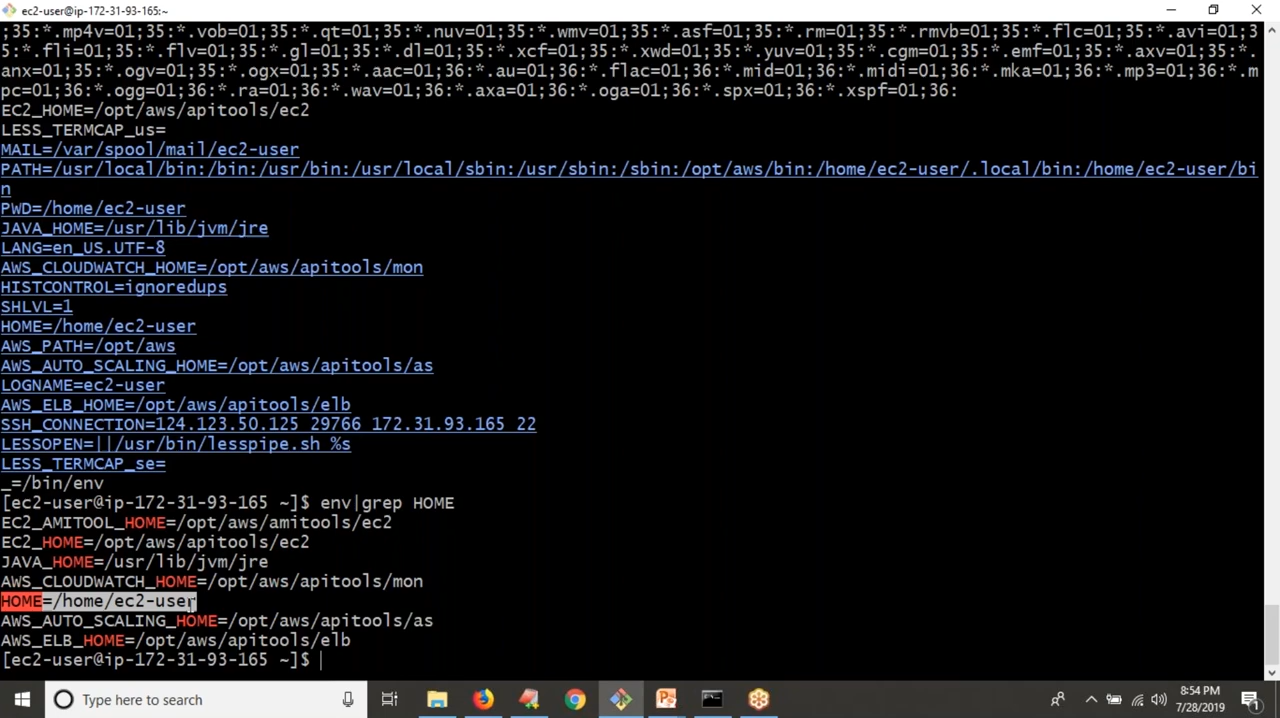 ec2-user@ip-172-31-93-165:~
;35:*.mp4v=01;35:*.vob=01;35:*.qt=01;35:*.nuv=01;35:*.wmv=01;35:*.asf=01;35:*.rm=01;35:*.rmvb=01;35:*.flc=01;35:*.avi=01;3
5:*.fli=01;35:*.flv=01;35:*.gl=01;35:*.dl=01;35:*.xcf=01;35:*.xwd=01;35:*.yuv=01;35:*.cgm=01;35:*.emf=01;35:*.axv=01;35:*.
anx=01;35:*.ogv=01;35:*.ogx=01;35:*.aac=01;36:*.au=01;36:*.flac=01;36:*.mid=01;36:*.midi=01;36:*.mka=01;36:*.mp3=01;36:*.m
pc=01;36:*.ogg=01;36:*.ra=01;36:*.wav=01;36:*.axa=01;36:*.oga=01;36:*.spx=01;36:*.xspf=01;36:
EC2_HOME=/opt/aws/apitools/ec2
LESS_TERMCAP_us=
MAIL=/var/spool/mail/ec2-user
PATH=/usr/local/bin:/bin:/usr/bin:/usr/local/sbin:/usr/sbin:/sbin:/opt/aws/bin:/home/ec2-user/.local/bin:/home/ec2-user/bi
n
PWD=/home/ec2-user
JAVA_HOME=/usr/lib/jvm/jre
LANG=en_US.UTF-8
AWS_CLOUDWATCH_HOME=/opt/aws/apitools/mon
HISTCONTROL=ignoredups
SHLVL=1
HOME=/home/ec2-user
AWS_PATH=/opt/aws
AWS_AUTO_SCALING_HOME=/opt/aws/apitools/as
LOGNAME=ec2-user
AWS_ELB_HOME=/opt/aws/apitools/elb
SSH_CONNECTION=124.123.50.125 29766 172.31.93.165 22
LESSOPEN=||/usr/bin/lesspipe.sh %s
LESS_TERMCAP_se=
_=/bin/env
[ec2-user@ip-172-31-93-165 ~]$ env|grep HOME
EC2_AMITOOL_HOME=/opt/aws/amitools/ec2
EC2_HOME=/opt/aws/apitools/ec2
JAVA_HOME=/usr/lib/jvm/jre
AWS_CLOUDWATCH_HOME=/opt/aws/apitools/mon
HOME=/home/ec2-user
AWS_AUTO_SCALING_HOME=/opt/aws/apitools/as
AWS_ELB_HOME=/opt/aws/apitools/elb
[ec2-user@ip-172-31-93-165 ~]$
Type here to search
8:54 PM
7/28/2019
1